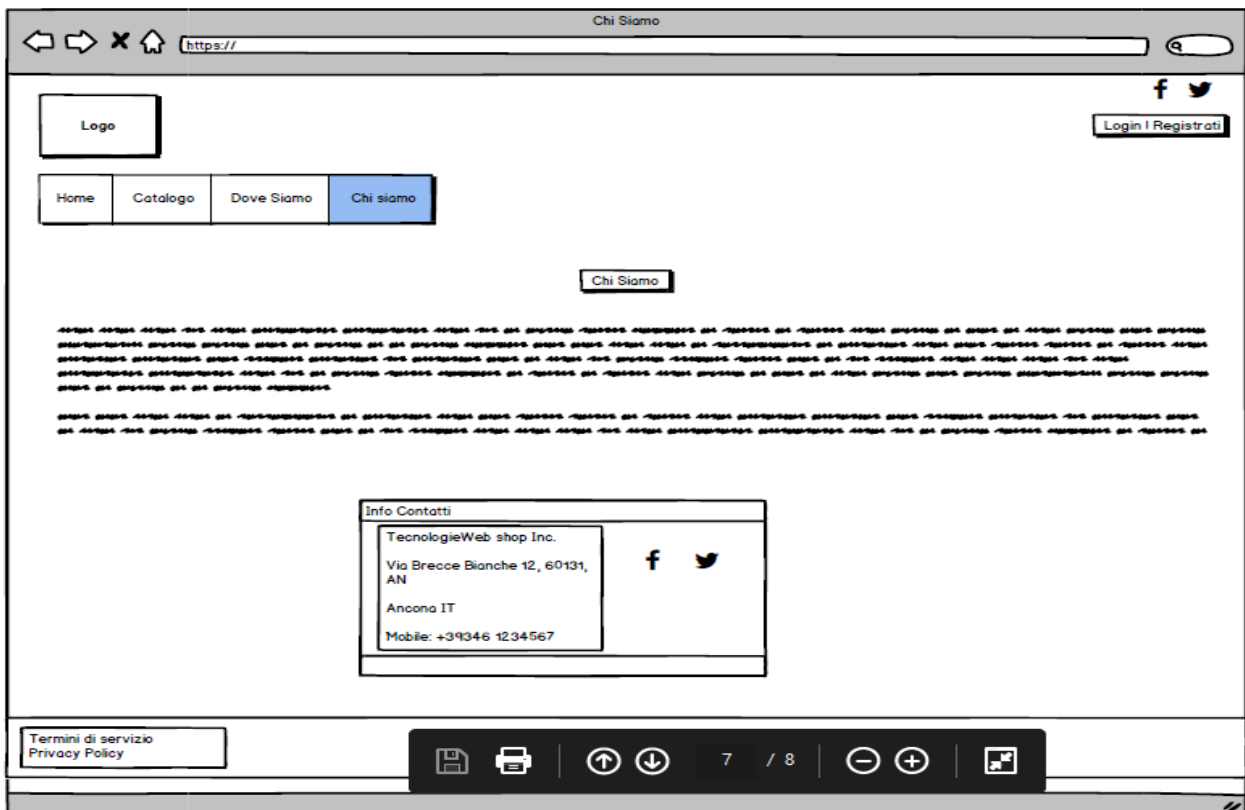 Chi Siamo
https://
Logo
Login | Registrati
Home
Catalogo
Dove Siamo
Chi siamo
Chi Siamo
Info Contatti
TecnologieWeb shop Inc.
Via Brecce Bianche 12, 60131,
AN
Ancona IT
Mobile: +39346 1234567
Termini di servizio
Privacy Policy
7 / 8